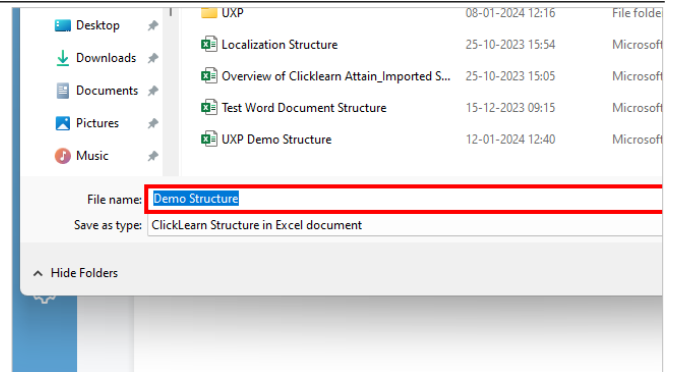 Desktop
Downloads
Documents
Pictures
Music
UXP 08-01-2024 12:16 File folde
Localization Structure 25-10-2023 15:54 Microsoft
Overview of Clicklearn Attain_Imported S... 25-10-2023 15:05 Microsoft
Test Word Document Structure 15-12-2023 09:15 Microsoft
UXP Demo Structure 12-01-2024 12:40 Microsoft
File name: Demo Structure
Save as type: ClickLearn Structure in Excel document
Hide Folders